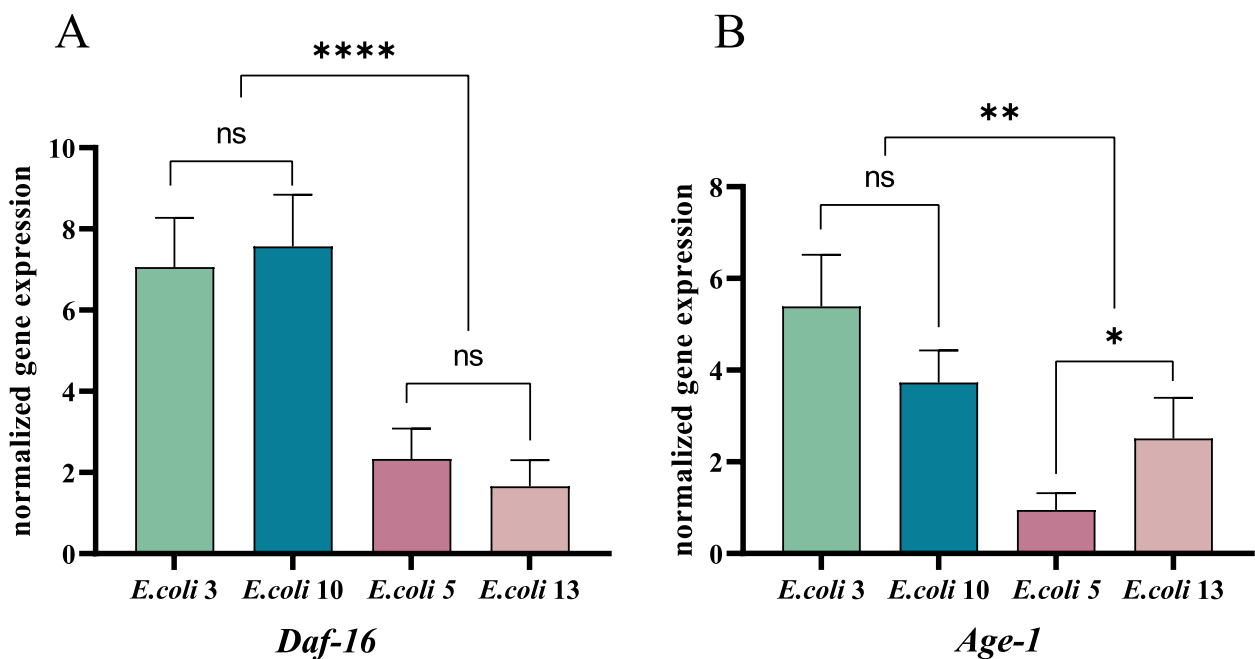 A
****
ns
ns
normalized gene expression
10
8
6
4
2
0
E.coli 3 E.coli 10 E.coli 5 E.coli 13
Daf-16
B
**
ns
*
normalized gene expression
8
6
4
2
0
E.coli 3 E.coli 10 E.coli 5 E.coli 13
Age-1